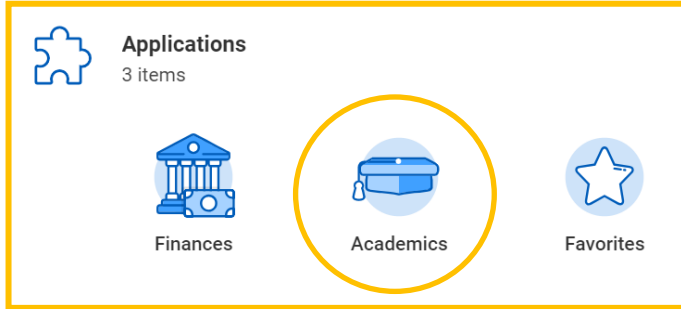 Applications
3 items
Finances
Academics
Favorites